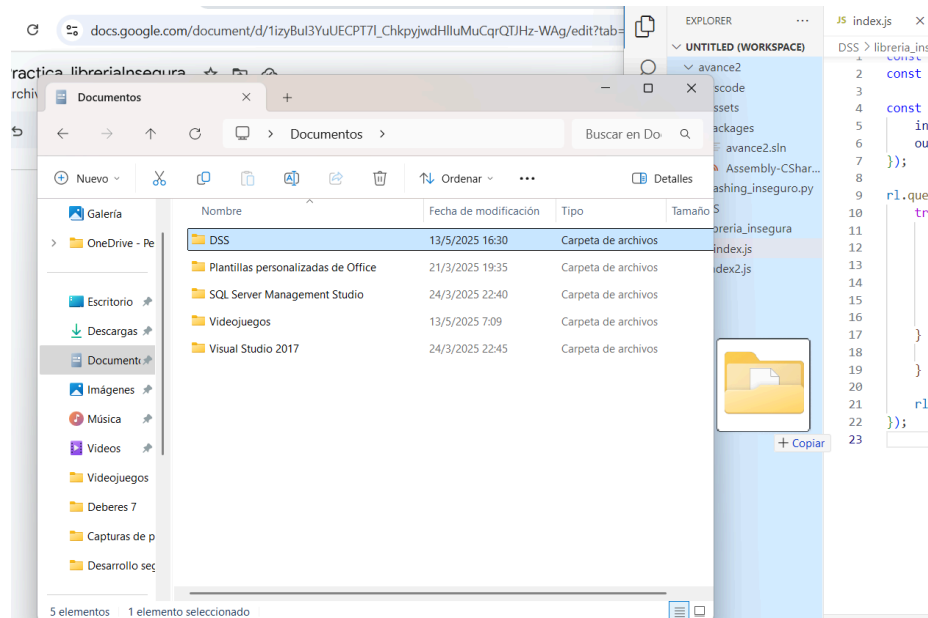 docs.google.com/document/d/1izyBuI3YuUECPT7l_ChkpyjwdHlIuMuCqrQTJHz-WAg/edit?tab=
Documentos
Documentos
Buscar en Do
Nuevo
Ordenar
Detalles
Galería
OneDrive - Pe
Escritorio
Descargas
Documento
Imágenes
Música
Videos
Videojuegos
Deberes 7
Capturas de p
Desarrollo seg
Nombre Fecha de modificación Tipo Tamaño
DSS 13/5/2025 16:30 Carpeta de archivos
Plantillas personalizadas de Office 21/3/2025 19:35 Carpeta de archivos
SQL Server Management Studio 24/3/2025 22:40 Carpeta de archivos
Videojuegos 13/5/2025 7:09 Carpeta de archivos
Visual Studio 2017 24/3/2025 22:45 Carpeta de archivos
5 elementos 1 elemento seleccionado
EXPLORER
UNTITLED (WORKSPACE)
avance2
scode
ssets
ackages
avance2.sln
Assembly-CShar...
ashing_inseguro.py
S
breria_insegura
index.js
dex2.js
+ Copiar
JS index.js
DSS > libreria_ins
2 const
3
4 const
5 in
6 ou
7 });
8
9 rl.que
10 tr
11
12
13
14
15
16
17 }
18
19 }
20
21 rl
22 });
23